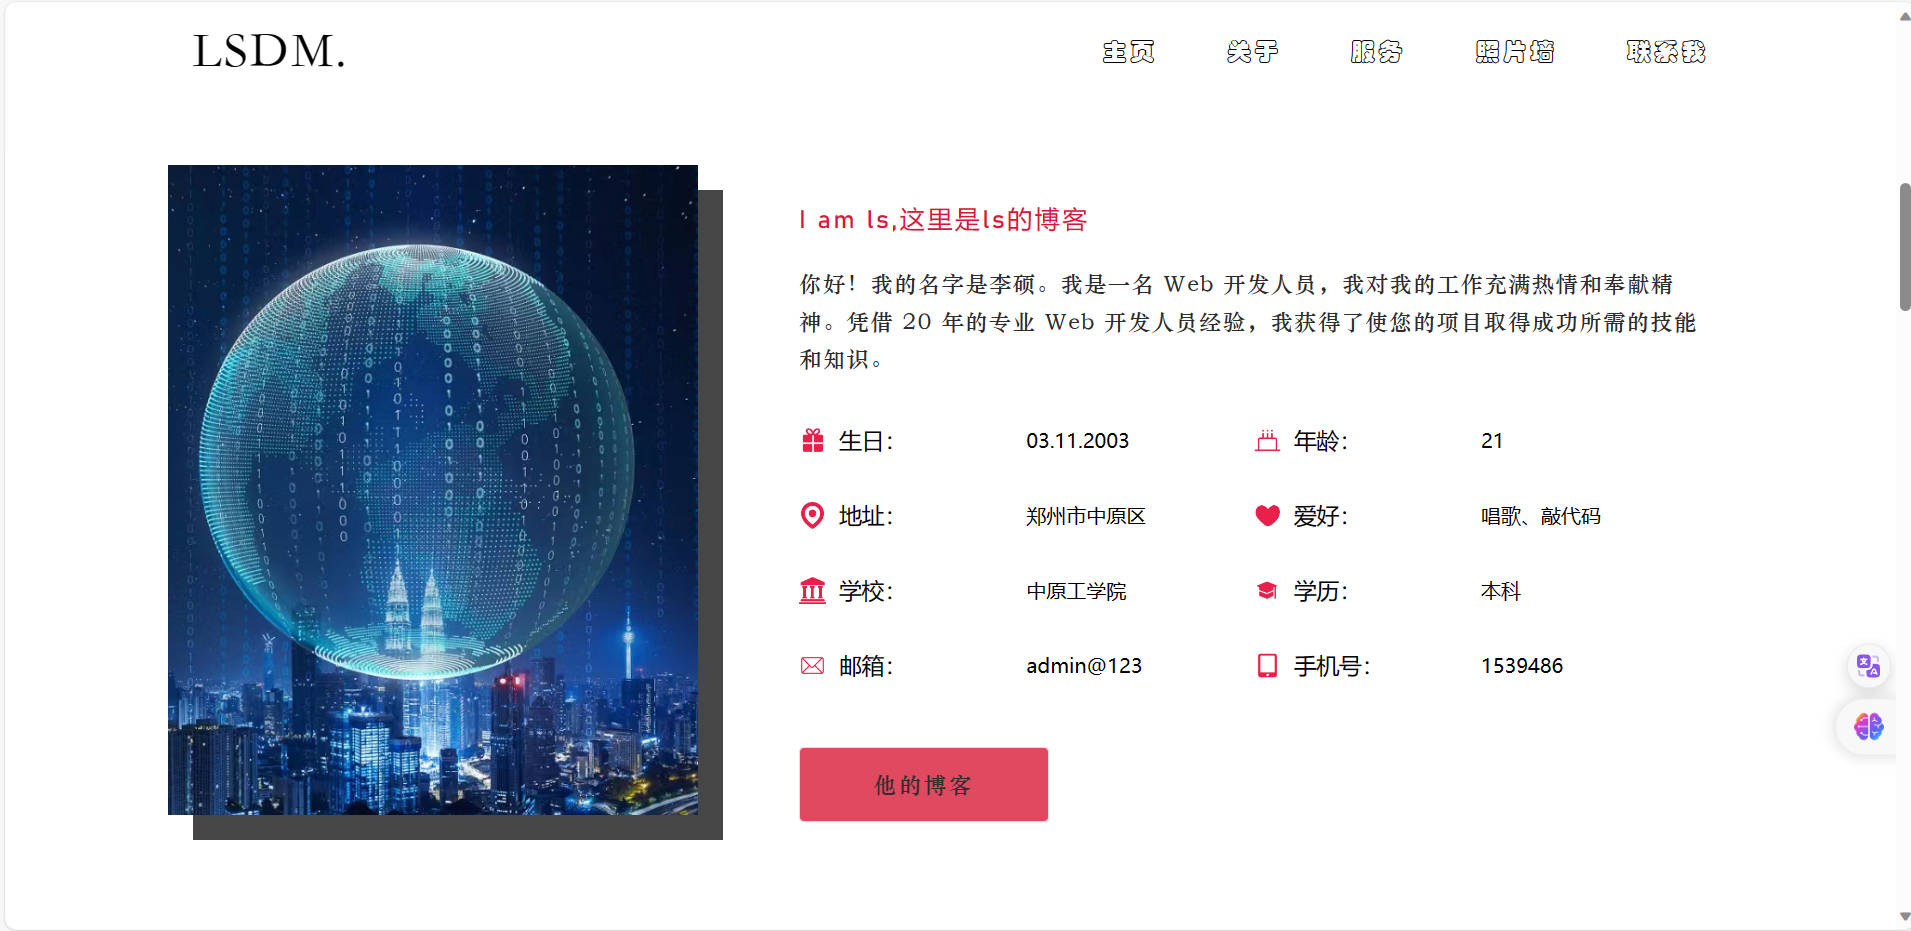 LSDM.
主页 关于 服务 照片墙 联系我
I am ls,这里是ls的博客
你好！我的名字是李硕。我是一名 Web 开发人员，我对我的工作充满热情和奉献精
神。凭借 20 年的专业 Web 开发人员经验，我获得了使您的项目取得成功所需的技能
和知识。
生日： 03.11.2003 年龄： 21
地址： 郑州市中原区 爱好： 唱歌、敲代码
学校： 中原工学院 学历： 本科
邮箱： admin@123 手机号： 1539486
他的博客